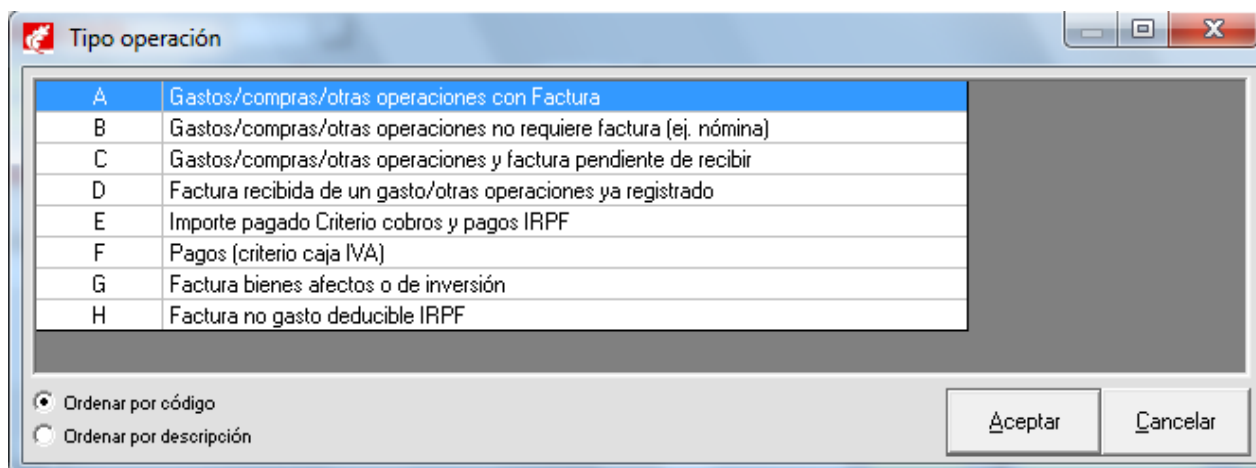 Tipo operación
A Gastos/compras/otras operaciones con Factura
B Gastos/compras/otras operaciones no requiere factura (ej. nómina)
C Gastos/compras/otras operaciones y factura pendiente de recibir
D Factura recibida de un gasto/otras operaciones ya registrado
E Importe pagado Criterio cobros y pagos IRPF
F Pagos (criterio caja IVA)
G Factura bienes afectos o de inversión
H Factura no gasto deducible IRPF
Ordenar por código
Ordenar por descripción
Aceptar Cancelar